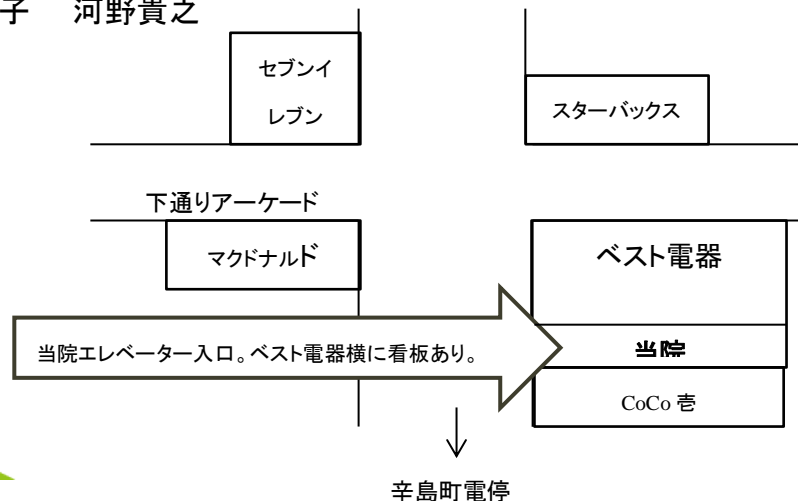 子 河野貴之
セブンイ
レブン
スターバックス
下通りアーケード
マクドナルド
ベスト電器
当院エレベーター入口。ベスト電器横に看板あり。
当院
CoCo 壱
辛島町電停